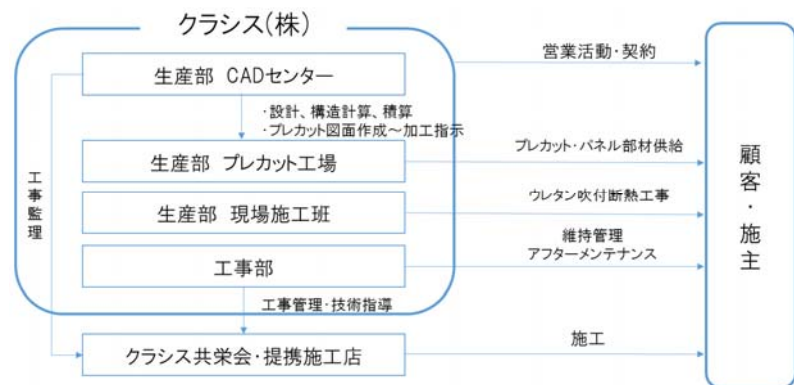 クラシス(株)
営業活動・契約
生産部 CADセンター
・設計、構造計算、積算
・プレカット図面作成～加工指示
生産部 プレカット工場
プレカット・パネル部材供給
工事監理
生産部 現場施工班
ウレタン吹付断熱工事
維持管理
アフターメンテナンス
工事部
工事管理・技術指導
クラシス共栄会・提携施工店
施工
顧客・施主